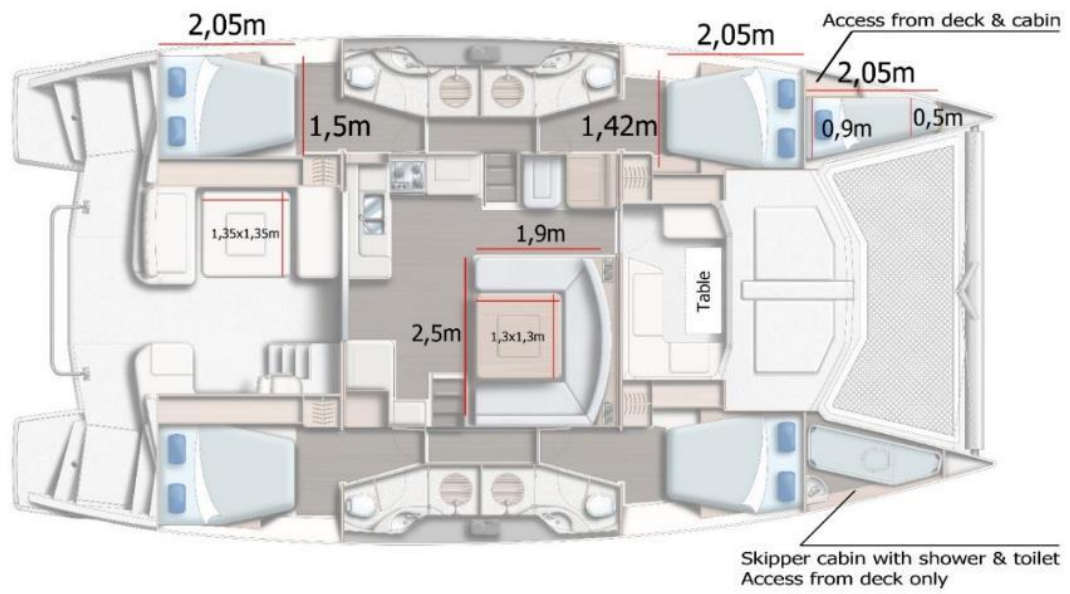 Access from deck & cabin
2,05m
2,05m
2,05m
1,5m
1,42m
0,9m
0,5m
1,35x1,35m
1,9m
Table
2,5m
1,3x1,3m
Skipper cabin with shower & toilet
Access from deck only